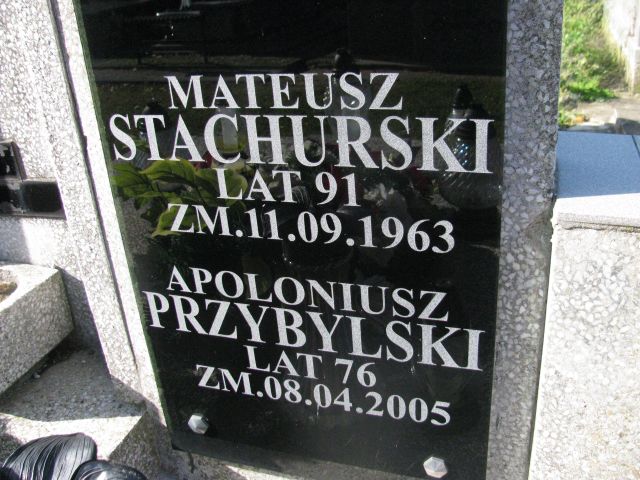 MATEUSZ
STACHURSKI
LAT 91
ZM.11.09.1963
APOLONIUSZ
PRZYBYLSKI
LAT 76
ZM.08.04.2005